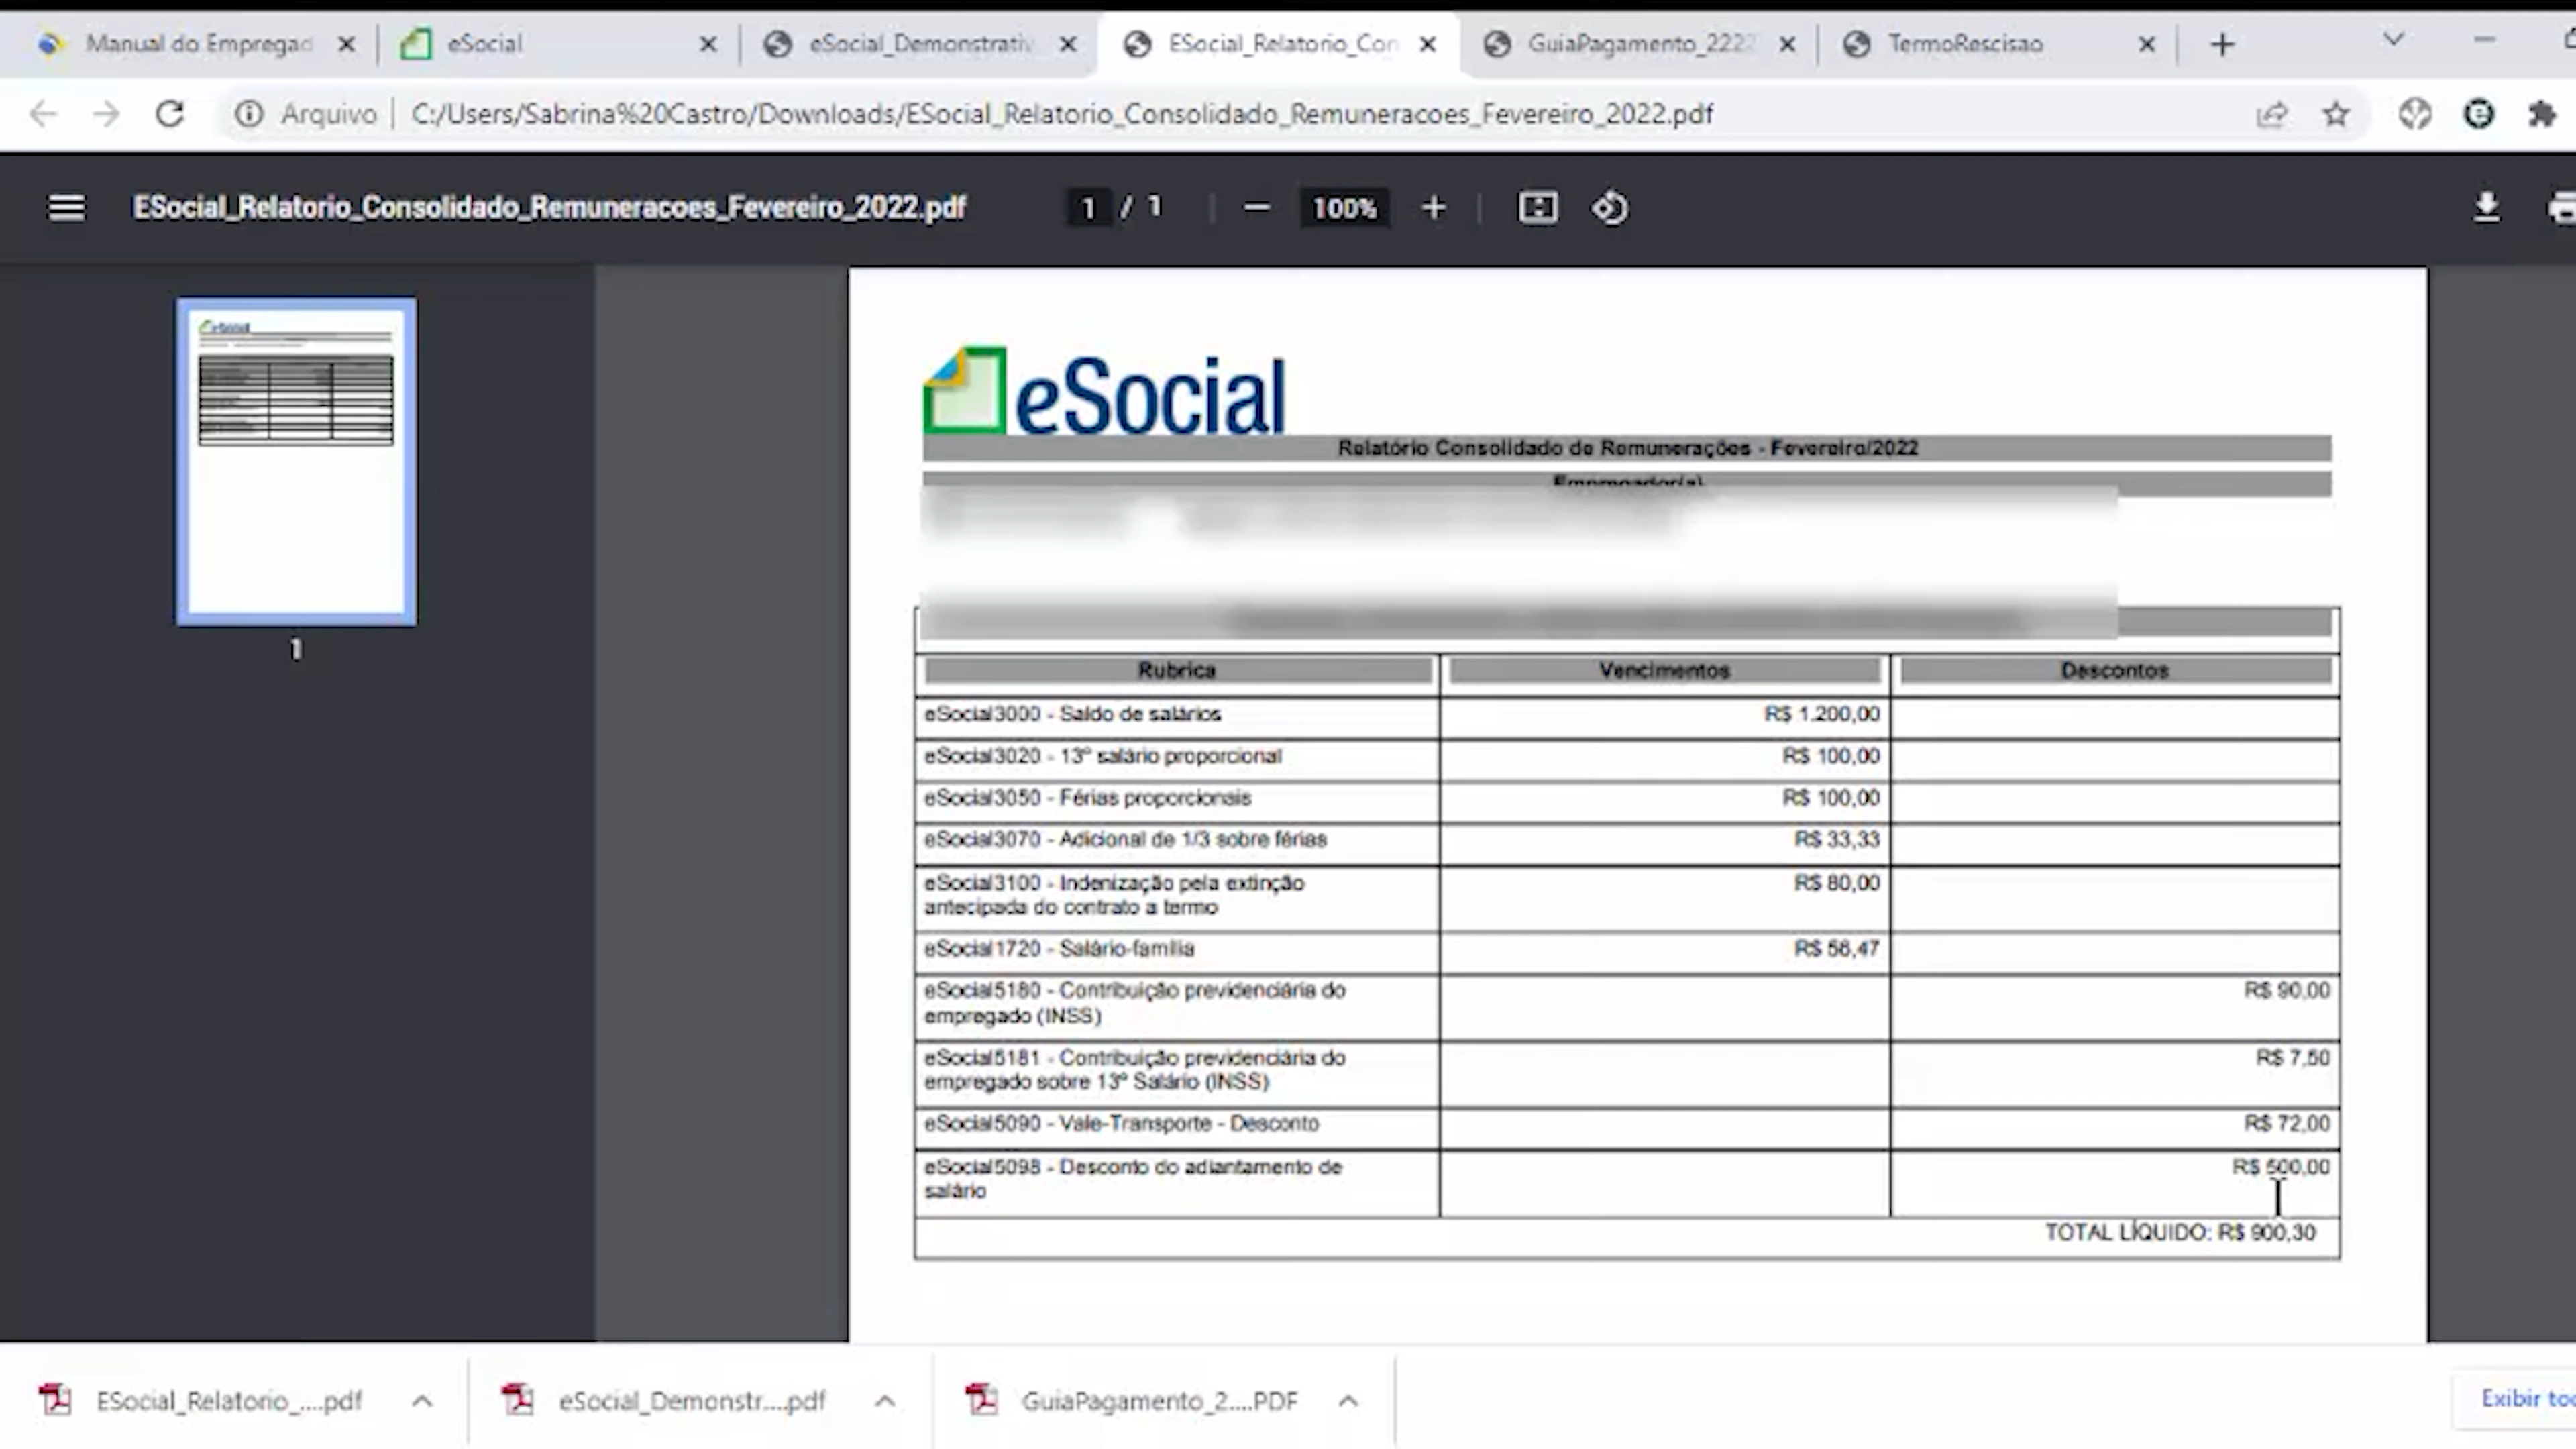 Manual do Empregad
eSocial
eSocial_Demonstrativ
ESocial_Relatorio_Con
GuiaPagamento_2222
TermoRescisao
Arquivo
C:/Users/Sabrina%20Castro/Downloads/ESocial_Relatorio_Consolidado_Remuneracoes_Fevereiro_2022.pdf
ESocial_Relatorio_Consolidado_Remuneracoes_Fevereiro_2022.pdf
1 / 1
100%
1
eSocial
Relatório Consolidado de Remunerações - Fevereiro/2022
Empregador(a)
Rubrica Vencimentos Descontos
eSocial3000 - Saldo de salários R$ 1.200,00
eSocial3020 - 13º salário proporcional R$ 100,00
eSocial3050 - Férias proporcionais R$ 100,00
eSocial3070 - Adicional de 1/3 sobre férias R$ 33,33
eSocial3100 - Indenização pela extinção R$ 80,00
antecipada do contrato a termo
eSocial1720 - Salário-família R$ 56,47
eSocial5180 - Contribuição previdenciária do R$ 90,00
empregado (INSS)
eSocial5181 - Contribuição previdenciária do R$ 7,50
empregado sobre 13º Salário (INSS)
eSocial5090 - Vale-Transporte - Desconto R$ 72,00
eSocial5098 - Desconto do adiantamento de R$ 500,00
salário
TOTAL LÍQUIDO: R$ 900,30
ESocial_Relatorio_....pdf
eSocial_Demonstr....pdf
GuiaPagamento_2....PDF
Exibir too